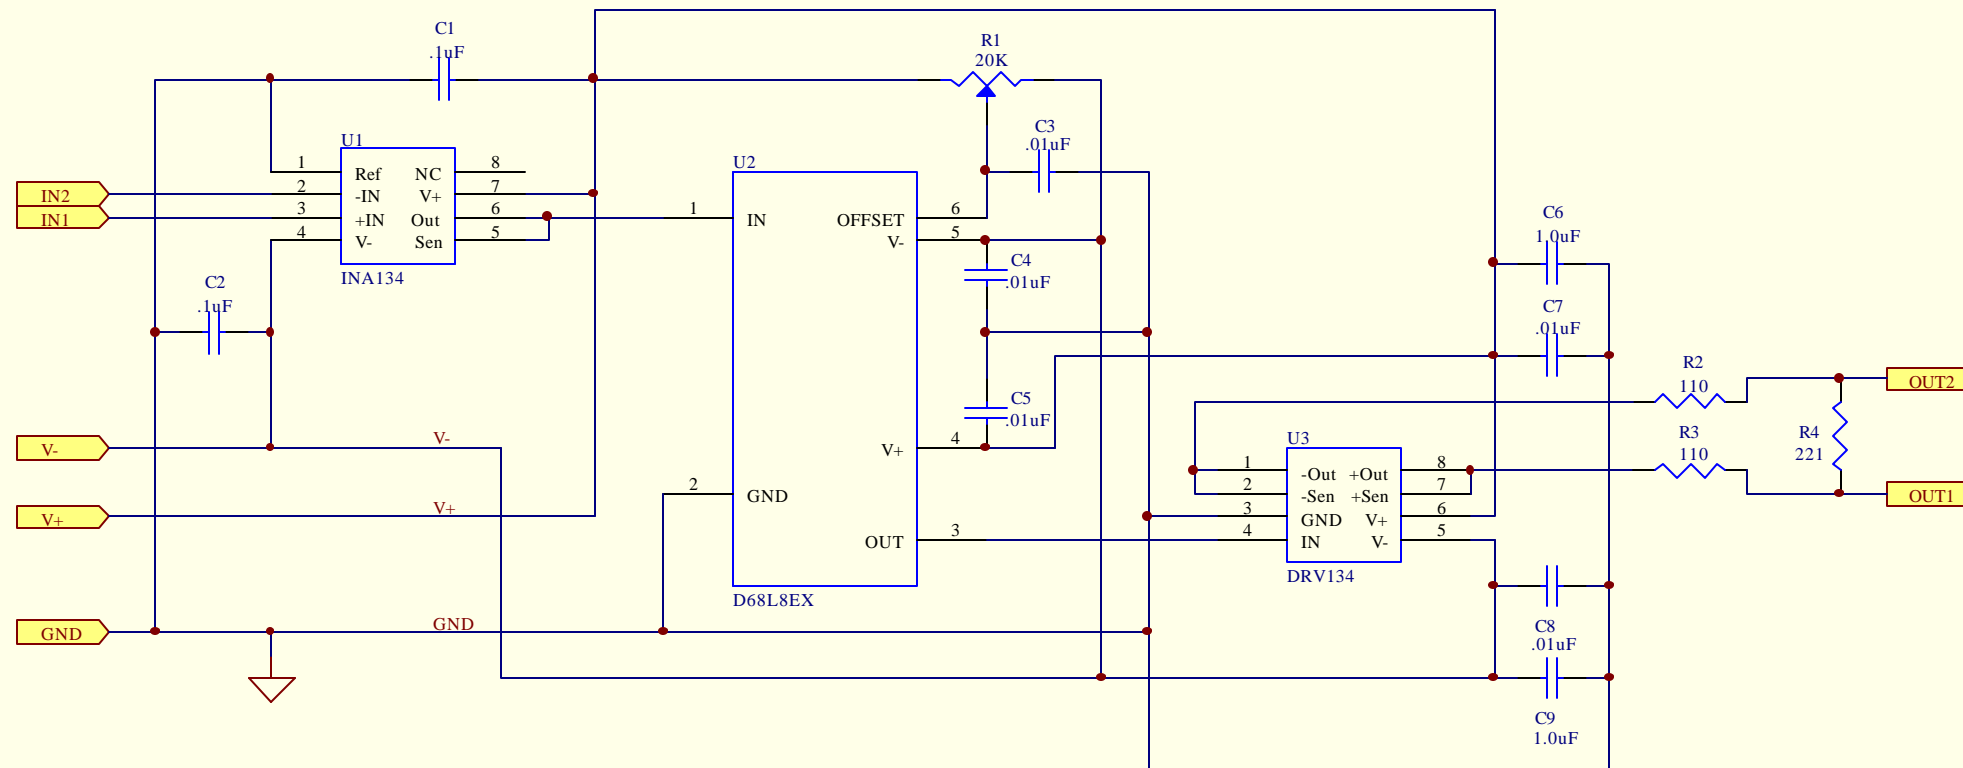 C1
.1uF
R1
20K
C3
.01uF
U1
1 Ref NC 8
2 -IN V+ 7
3 +IN Out 6
4 V- Sen 5
INA134
IN2
IN1
C2
.1uF
U2
1 IN
OFFSET 6
V- 5
C4
.01uF
C5
.01uF
V+ 4
2 GND
OUT 3
D68L8EX
C6
1.0uF
C7
.01uF
R2
110
OUT2
R3
110
R4
221
OUT1
U3
1 -Out +Out 8
2 -Sen +Sen 7
3 GND V+ 6
4 IN V- 5
DRV134
V- V-
V+ V+
GND GND
C8
.01uF
C9
1.0uF